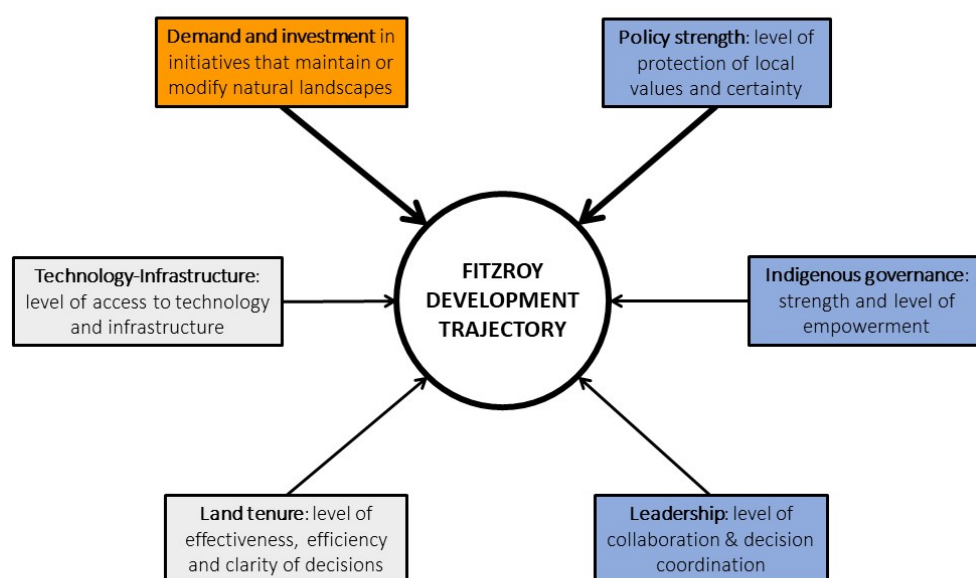 Demand and investment in
initiatives that maintain or
modify natural landscapes
Policy strength: level of
protection of local
values and certainty
Technology-Infrastructure:
level of access to technology
and infrastructure
FITZROY
DEVELOPMENT
TRAJECTORY
Indigenous governance:
strength and level of
empowerment
Land tenure: level of
effectiveness, efficiency
and clarity of decisions
Leadership: level of
collaboration & decision
coordination